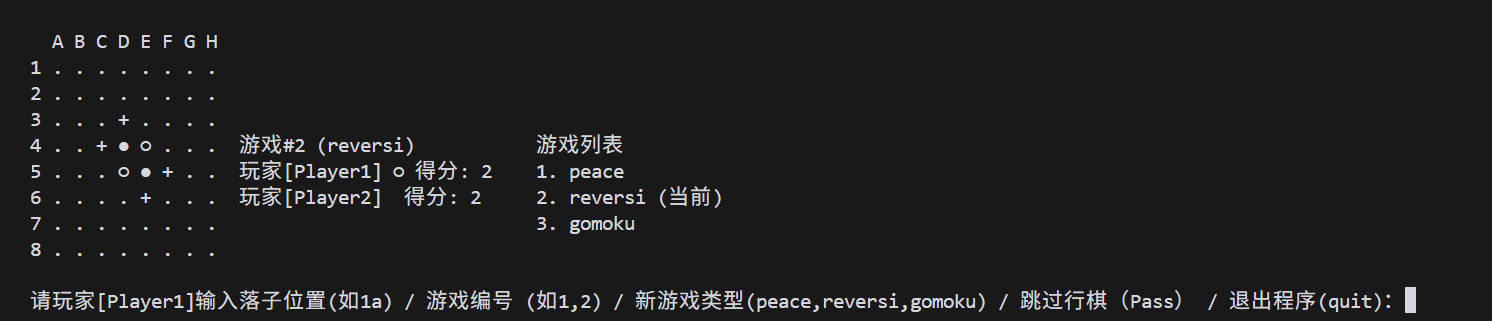 A B C D E F G H
1 . . . . . . . .
2 . . . . . . . .
3 . . . + . . . .
4 . . + ● ○ . . . 游戏#2 (reversi) 游戏列表
5 . . . ○ ● + . . 玩家[Player1] ○ 得分: 2 1. peace
6 . . . . + . . . 玩家[Player2] 得分: 2 2. reversi (当前)
7 . . . . . . . . 3. gomoku
8 . . . . . . . .
请玩家[Player1]输入落子位置(如1a) / 游戏编号 (如1,2) / 新游戏类型(peace,reversi,gomoku) / 跳过行棋（Pass） / 退出程序(quit):